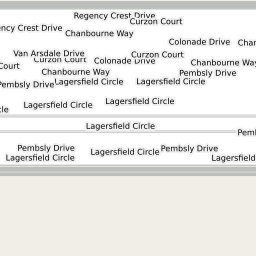 Regency Crest Drive
Curzon Court
ency Crest Drive
Chanbourne Way
Colonade Drive
Chan
Van Arsdale Drive
Curzon Court
Curzon Court
Colonade Drive
Chanbourne Way
Court
Chanbourne Way
Pembsly Drive
Pembsly Drive
Lagersfield Circle
Lagersfield Circle
Lagersfield Circle
Lagersfield Circle
cle
Lagersfield Circle
Pemb
Pembsly Drive
Lagersfield Circle
Pembsly Drive
Lagersfield Circle
Lagersfield